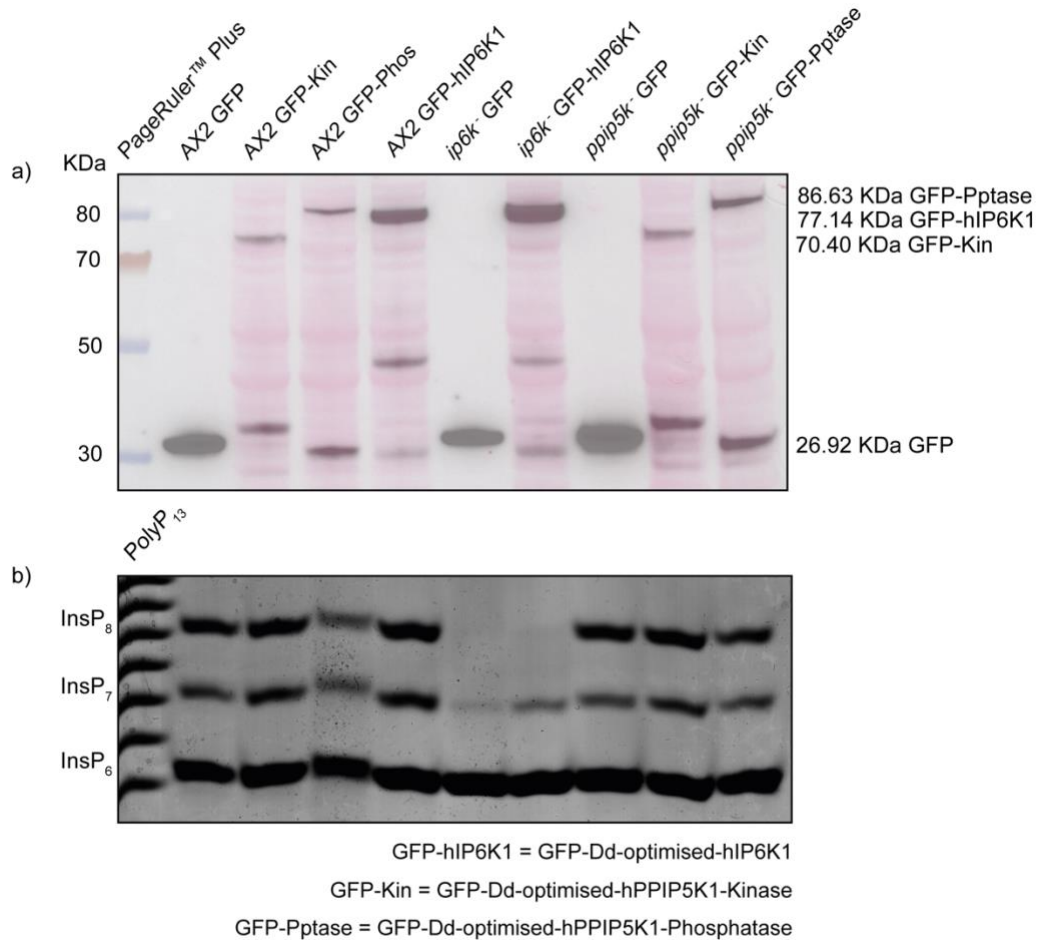 PageRuler™ Plus
AX2 GFP
AX2 GFP-Kin
AX2 GFP-Phos
AX2 GFP-hIP6K1
ip6k⁻ GFP
ip6k⁻ GFP-hIP6K1
ppip5k⁻ GFP
ppip5k⁻ GFP-Kin
ppip5k⁻ GFP-Pptase
a)
KDa
80
70
50
30
86.63 KDa GFP-Pptase
77.14 KDa GFP-hIP6K1
70.40 KDa GFP-Kin
26.92 KDa GFP
PolyP₁₃
b)
InsP₈
InsP₇
InsP₆
GFP-hIP6K1 = GFP-Dd-optimised-hIP6K1
GFP-Kin = GFP-Dd-optimised-hPPIP5K1-Kinase
GFP-Pptase = GFP-Dd-optimised-hPPIP5K1-Phosphatase